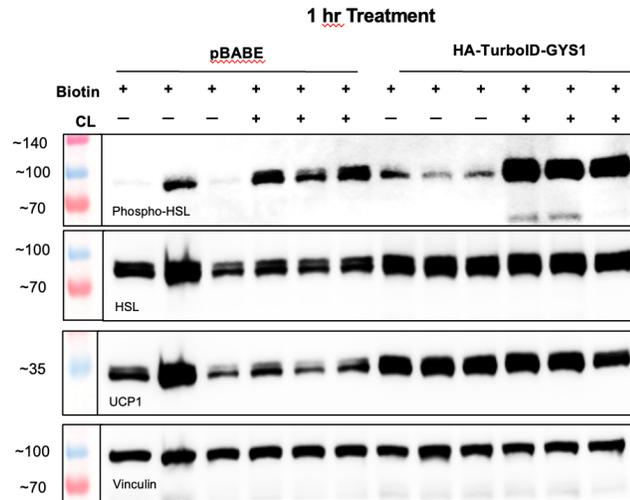 1 hr Treatment
pBABE HA-TurboID-GYS1
Biotin + + + + + + + + + + + +
CL − − − + + + − − − + + +
~140
~100
~70
Phospho-HSL
~100
~70
HSL
~35
UCP1
~100
~70
Vinculin